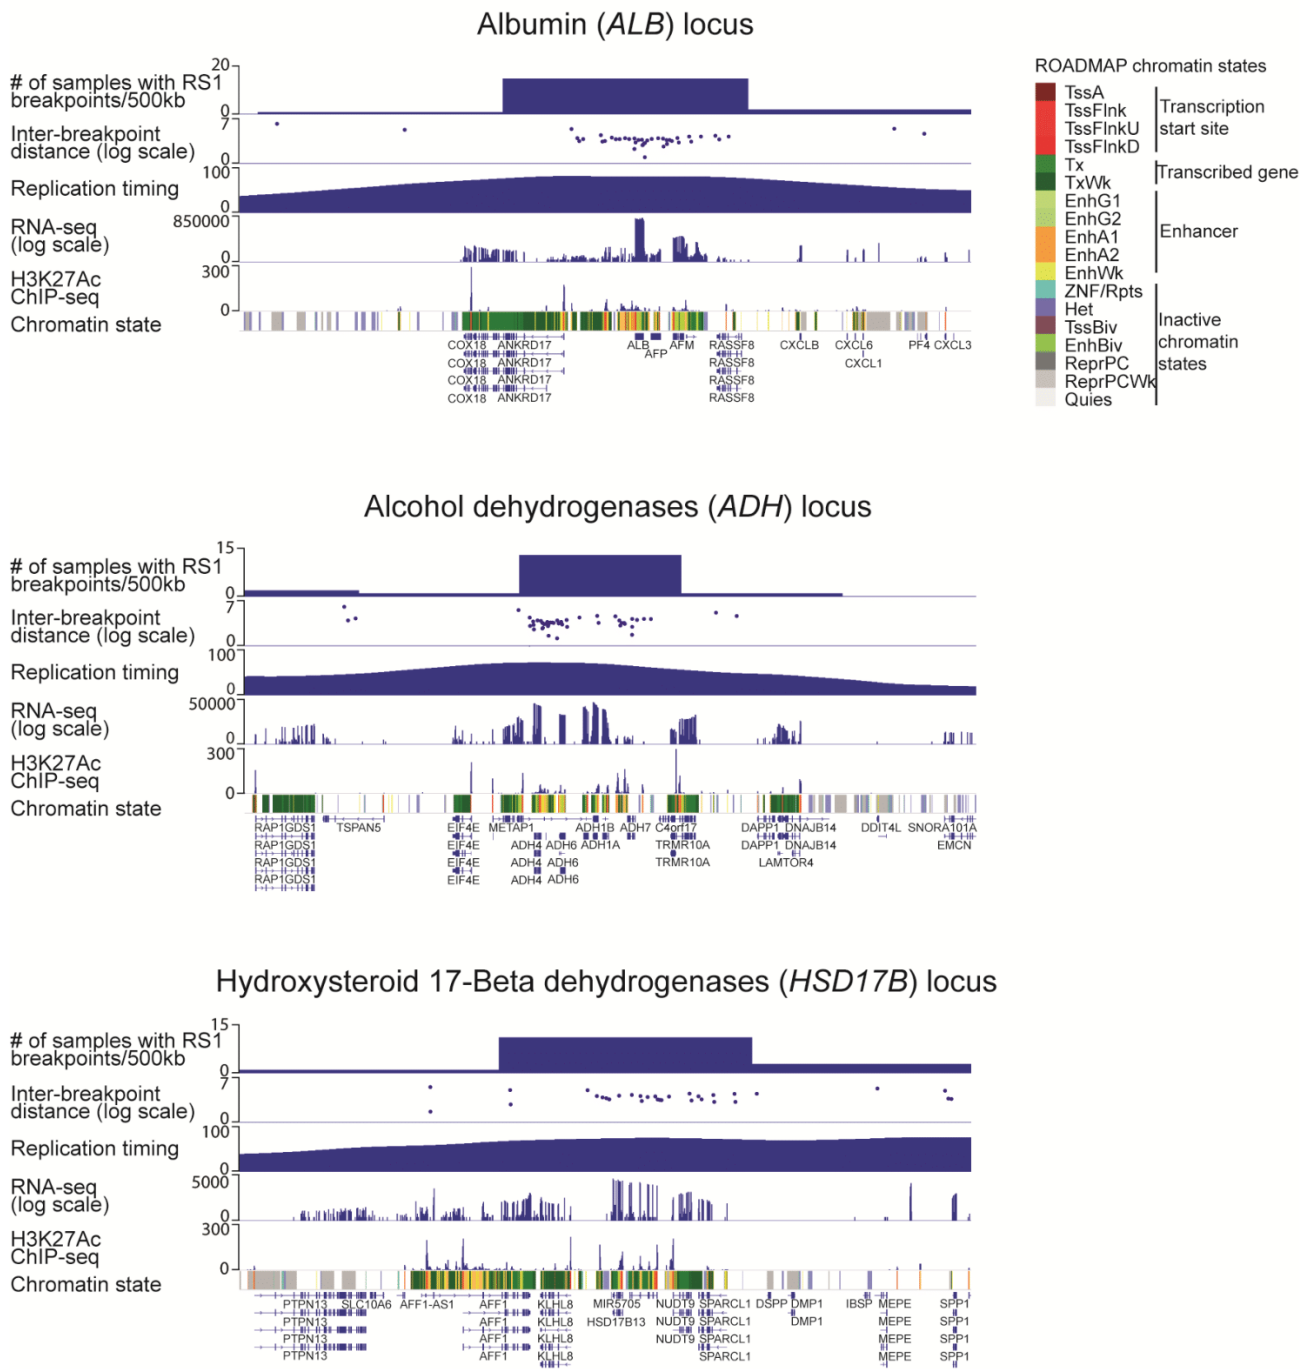 Albumin (ALB) locus
# of samples with RS1
breakpoints/500kb
20
0
Inter-breakpoint
distance (log scale)
7
0
Replication timing
100
0
RNA-seq
(log scale)
850000
0
H3K27Ac
ChIP-seq
300
0
Chromatin state
COX18 ANKRD17 ALB AFM RASSF8 CXCLB CXCL6 PF4 CXCL3
COX18 ANKRD17 AFP RASSF8 CXCL1
COX18 ANKRD17 RASSF8
COX18 ANKRD17 RASSF8
ROADMAP chromatin states
TssA
TssFlnk
TssFlnkU
TssFlnkD
Transcription
start site
Tx
TxWk
Transcribed gene
EnhG1
EnhG2
EnhA1
EnhA2
EnhWk
Enhancer
ZNF/Rpts
Het
TssBiv
EnhBiv
ReprPC
ReprPCWk
Quies
Inactive
chromatin
states
Alcohol dehydrogenases (ADH) locus
# of samples with RS1
breakpoints/500kb
15
0
Inter-breakpoint
distance (log scale)
7
0
Replication timing
100
0
RNA-seq
(log scale)
50000
0
H3K27Ac
ChIP-seq
300
0
Chromatin state
RAP1GDS1 TSPAN5 EIF4E METAP1 ADH1B ADH7 C4orf17 DAPP1 DNAJB14 DDIT4L SNORA101A
RAP1GDS1 EIF4E ADH4 ADH6 ADH1A TRMR10A DAPP1 DNAJB14 EMCN
RAP1GDS1 EIF4E ADH4 ADH6 TRMR10A LAMTOR4
RAP1GDS1 EIF4E ADH4 ADH6
Hydroxysteroid 17-Beta dehydrogenases (HSD17B) locus
# of samples with RS1
breakpoints/500kb
15
0
Inter-breakpoint
distance (log scale)
7
0
Replication timing
100
0
RNA-seq
(log scale)
5000
0
H3K27Ac
ChIP-seq
300
0
Chromatin state
PTPN13 SLC10A6 AFF1-AS1 AFF1 KLHL8 MIR5705 NUDT9 SPARCL1 DSPP DMP1 IBSP MEPE SPP1
PTPN13 AFF1 KLHL8 HSD17B13 NUDT9 SPARCL1 DMP1 MEPE SPP1
PTPN13 AFF1 KLHL8 NUDT9 SPARCL1 MEPE SPP1
PTPN13 AFF1 KLHL8 SPARCL1 MEPE SPP1